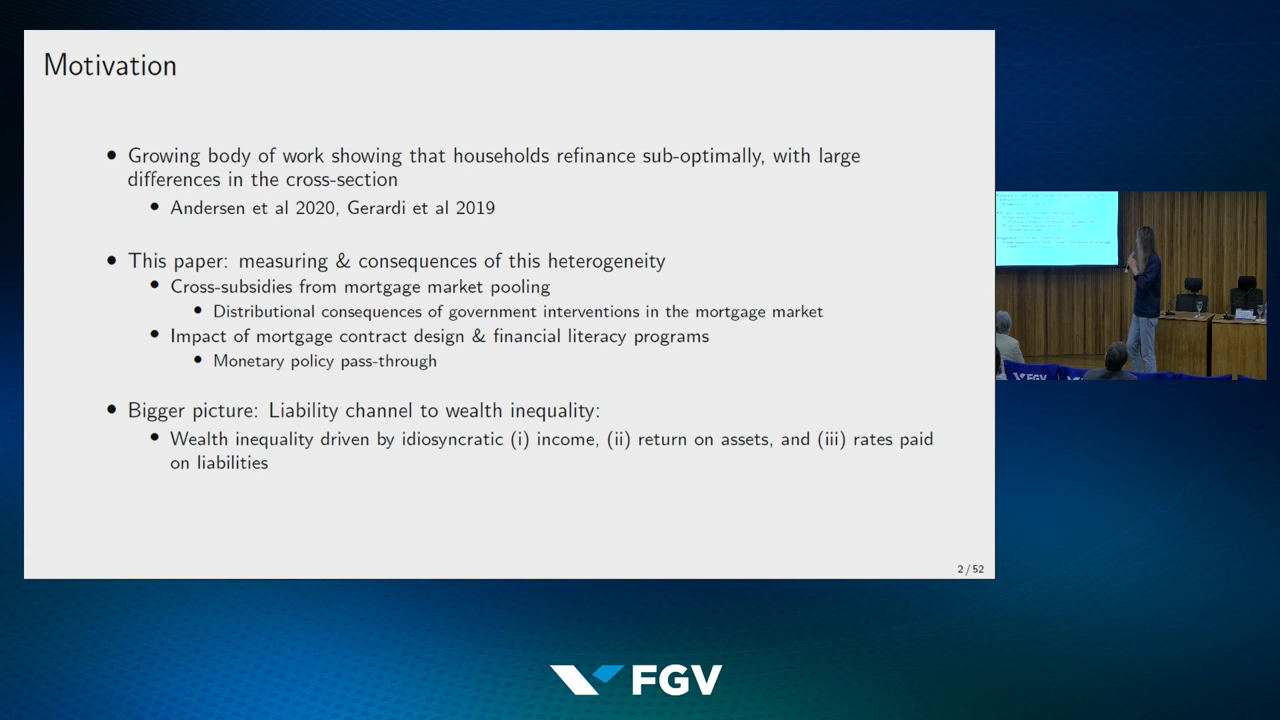 Motivation
• Growing body of work showing that households refinance sub-optimally, with large
differences in the cross-section
• Andersen et al 2020, Gerardi et al 2019
• This paper: measuring & consequences of this heterogeneity
• Cross-subsidies from mortgage market pooling
• Distributional consequences of government interventions in the mortgage market
• Impact of mortgage contract design & financial literacy programs
• Monetary policy pass-through
• Bigger picture: Liability channel to wealth inequality:
• Wealth inequality driven by idiosyncratic (i) income, (ii) return on assets, and (iii) rates paid
on liabilities
2 / 52
FGV
FGV